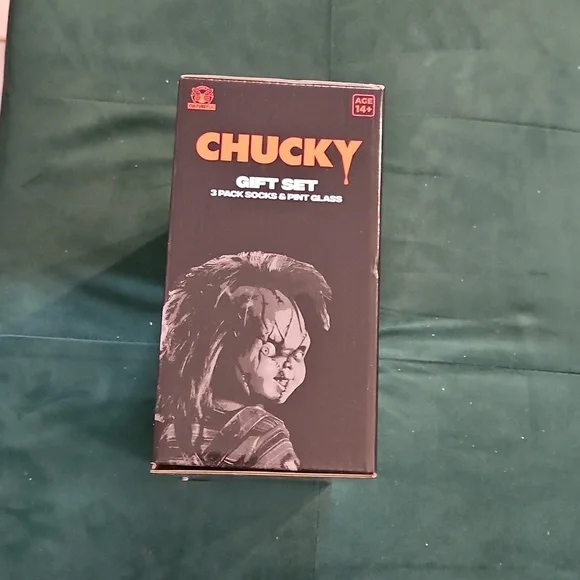 AGE
14+
CHUCKY
GIFT SET
3 PACK SOCKS & PINT GLASS